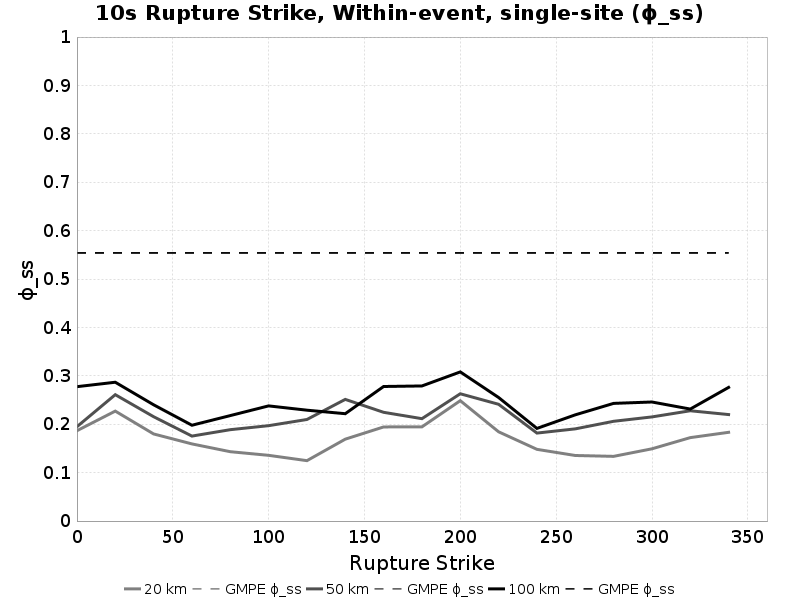 10s Rupture Strike, Within-event, single-site (ϕ_ss)
1
0.9
0.8
0.7
0.6
0.5
0.4
0.3
0.2
0.1
0
ϕ_ss
0 50 100 150 200 250 300 350
Rupture Strike
20 km GMPE ϕ_ss 50 km GMPE ϕ_ss 100 km GMPE ϕ_ss